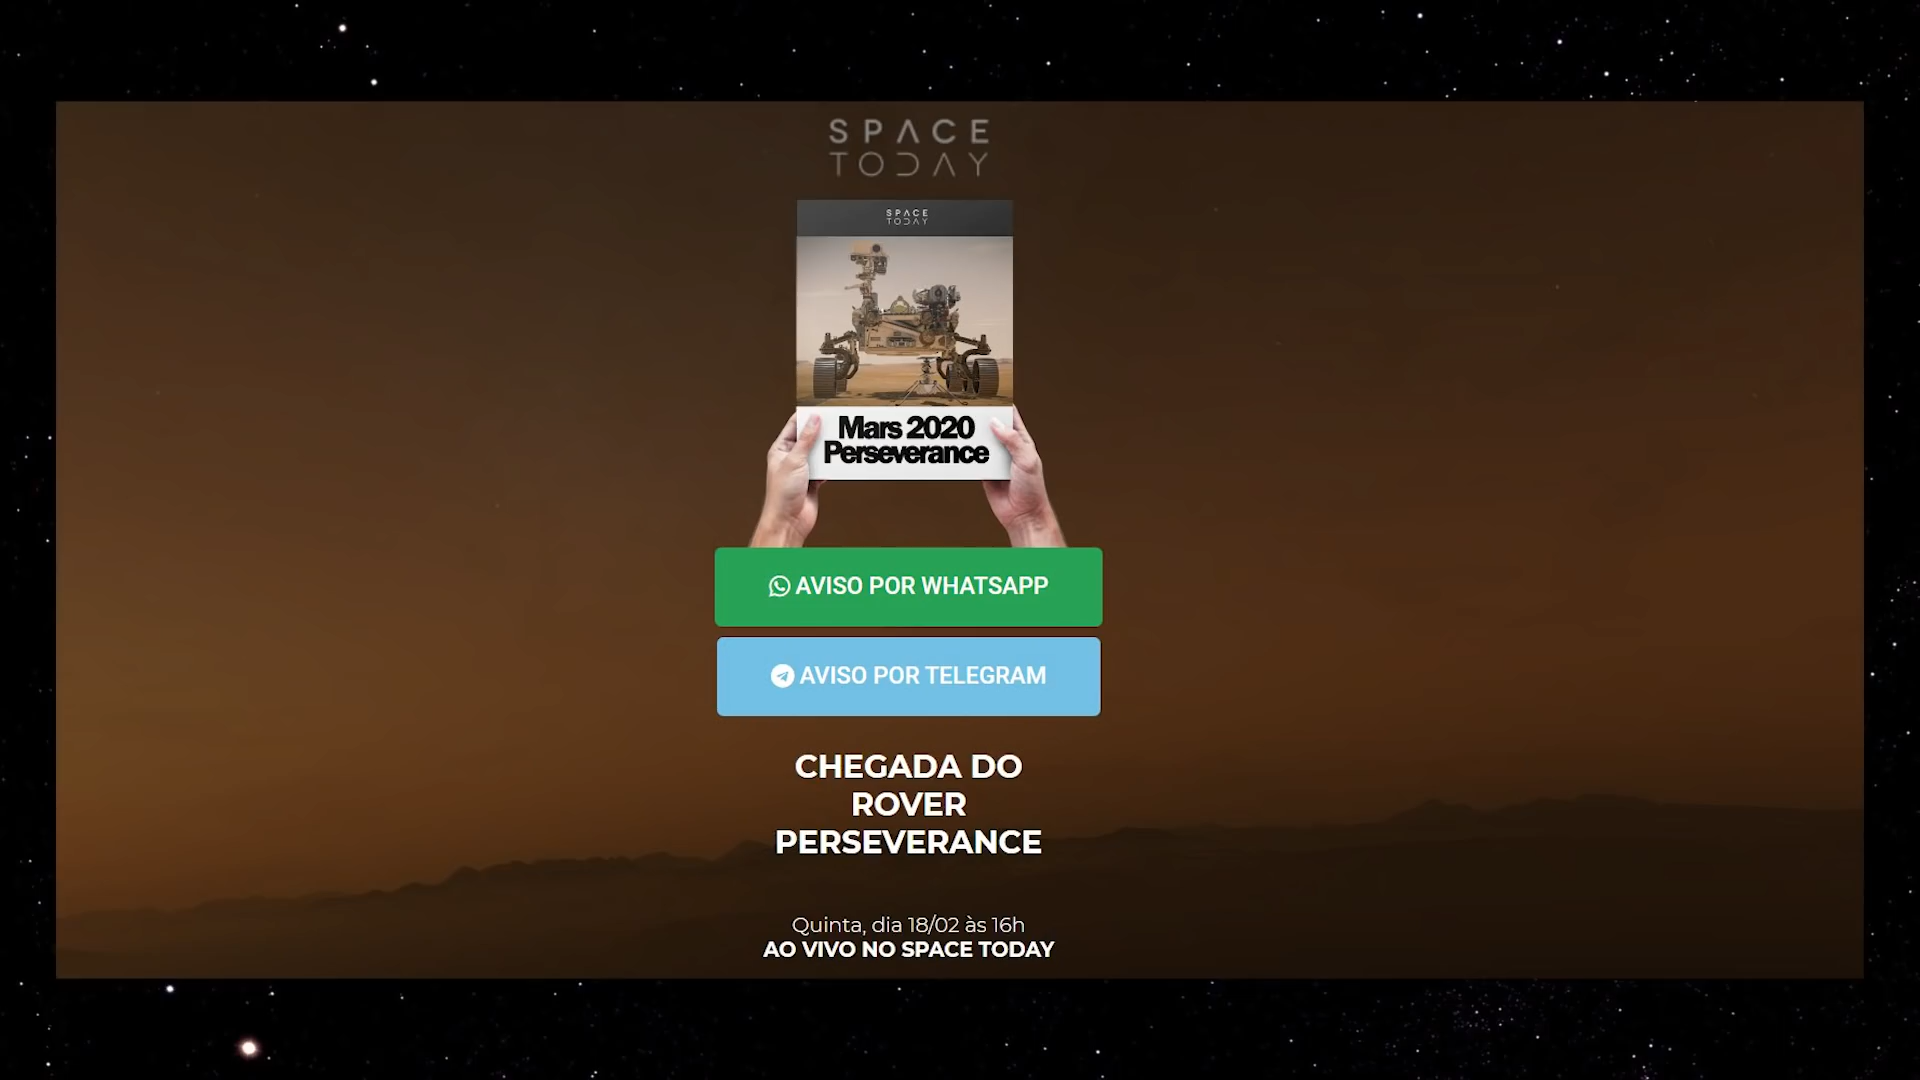 SPACE
TODAY
SPACE
TODAY
Mars 2020
Perseverance
AVISO POR WHATSAPP
AVISO POR TELEGRAM
CHEGADA DO
ROVER
PERSEVERANCE
Quinta, dia 18/02 às 16h
AO VIVO NO SPACE TODAY